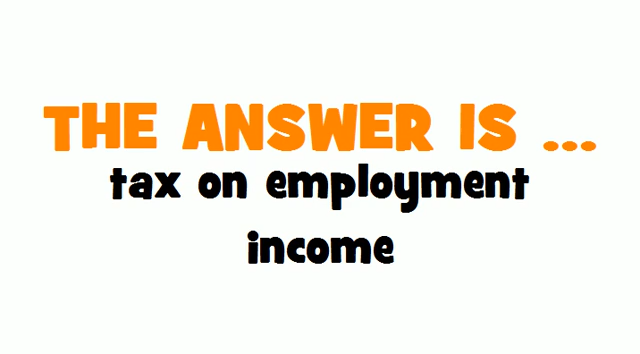 THE ANSWER IS ...
tax on employment
income